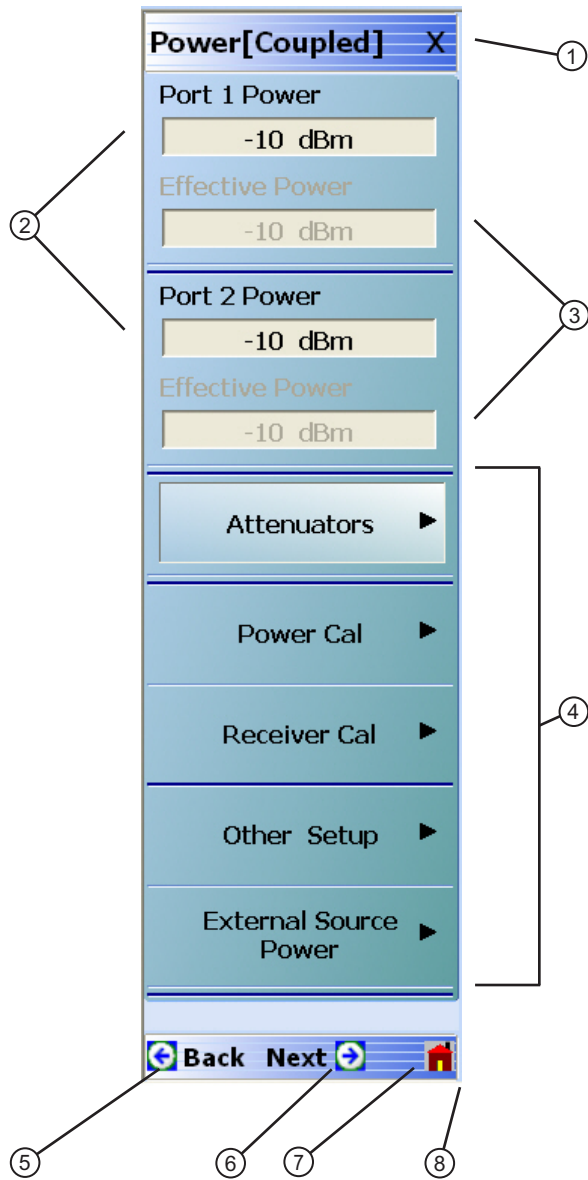 Power[Coupled] X
①
Port 1 Power
-10 dBm
②
Effective Power
-10 dBm
③
Port 2 Power
-10 dBm
Effective Power
-10 dBm
Attenuators
Power Cal
④
Receiver Cal
Other Setup
External Source
Power
Back Next
⑤ ⑥ ⑦ ⑧